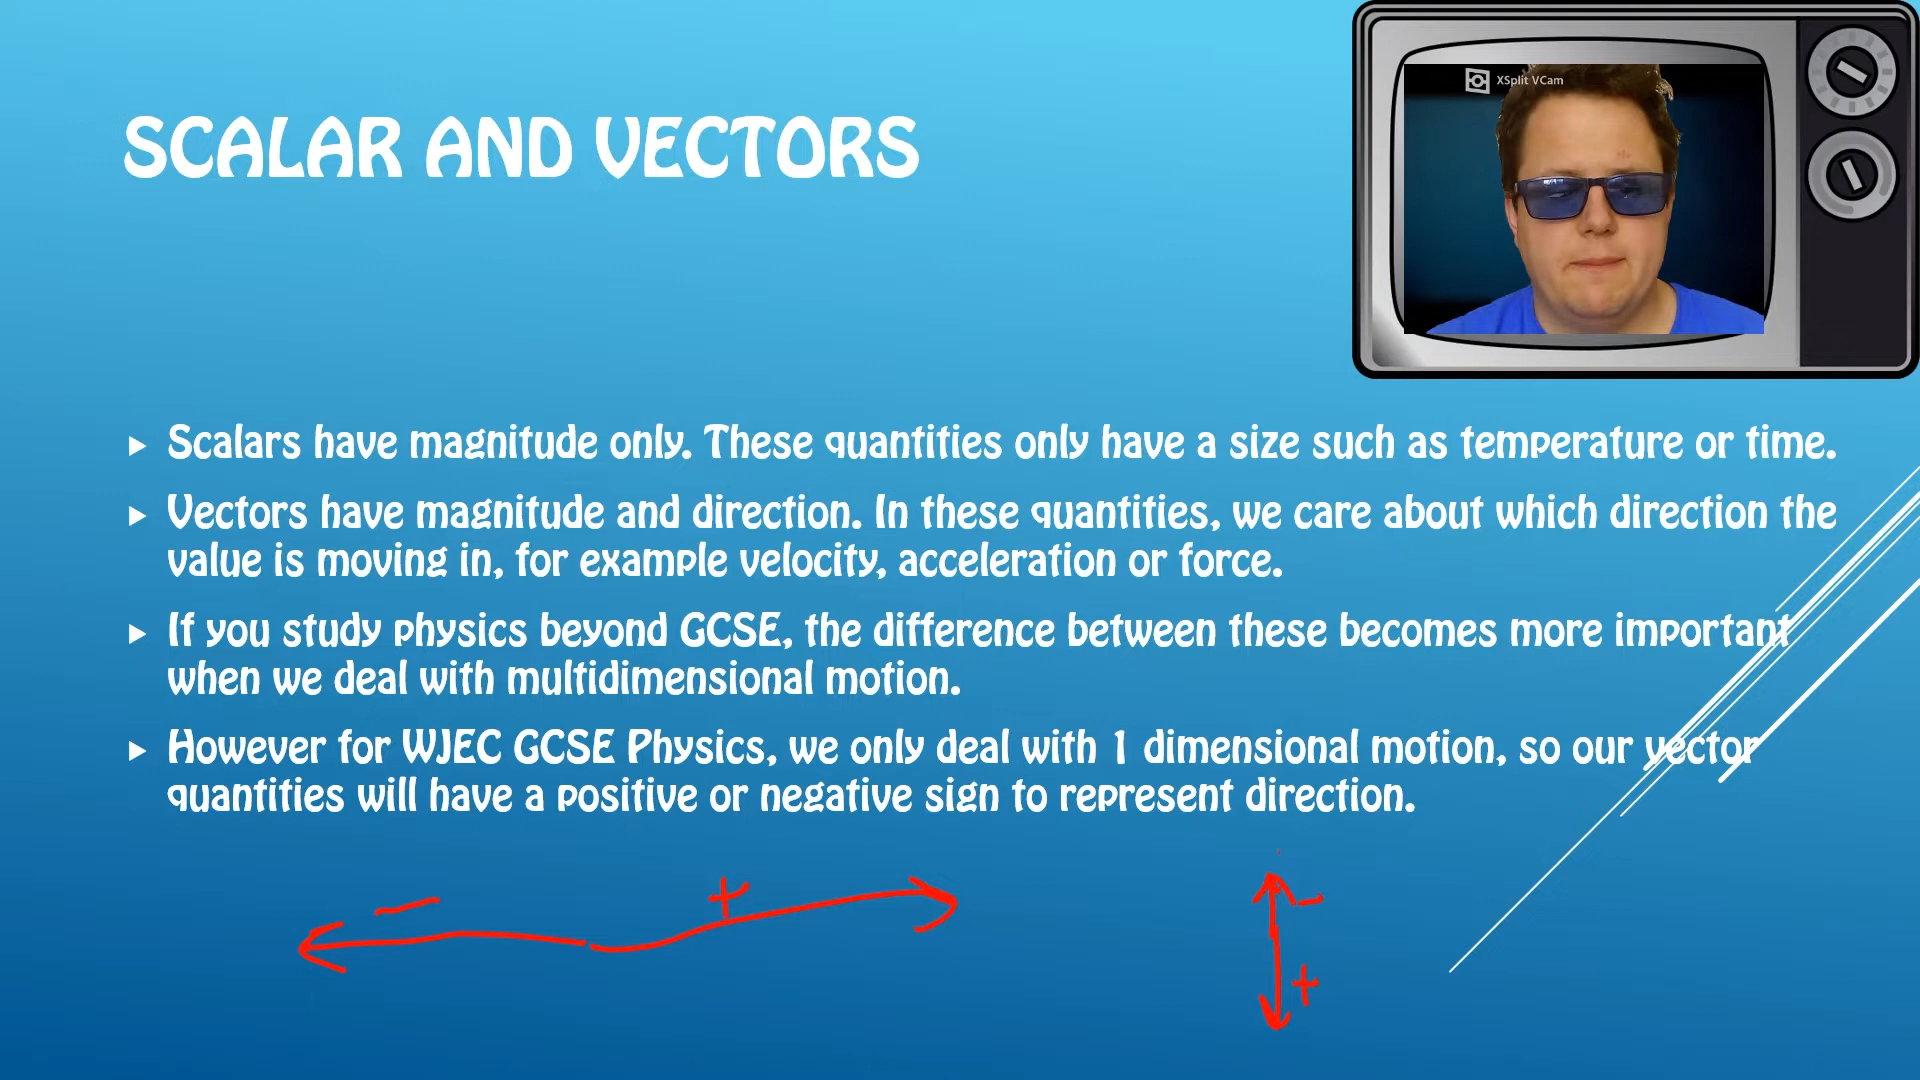 XSplit VCam
SCALAR AND VECTORS
Scalars have magnitude only. These quantities only have a size such as temperature or time.
Vectors have magnitude and direction. In these quantities, we care about which direction the
value is moving in, for example velocity, acceleration or force.
If you study physics beyond GCSE, the difference between these becomes more important
when we deal with multidimensional motion.
However for WJEC GCSE Physics, we only deal with 1 dimensional motion, so our vector
quantities will have a positive or negative sign to represent direction.
- + -
+